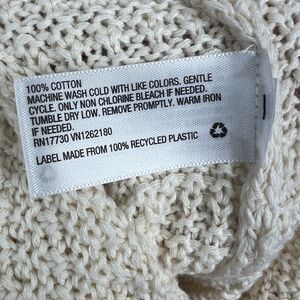 100% COTTON
MACHINE WASH COLD WITH LIKE COLORS. GENTLE
CYCLE. ONLY NON CHLORINE BLEACH IF NEEDED.
TUMBLE DRY LOW. REMOVE PROMPTLY. WARM IRON
IF NEEDED.
RN17730 VN1262180
LABEL MADE FROM 100% RECYCLED PLASTIC